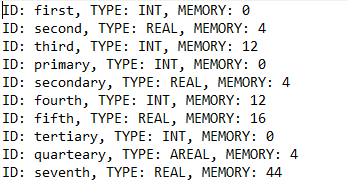 ID: first, TYPE: INT, MEMORY: 0
ID: second, TYPE: REAL, MEMORY: 4
ID: third, TYPE: INT, MEMORY: 12
ID: primary, TYPE: INT, MEMORY: 0
ID: secondary, TYPE: REAL, MEMORY: 4
ID: fourth, TYPE: INT, MEMORY: 12
ID: fifth, TYPE: REAL, MEMORY: 16
ID: tertiary, TYPE: INT, MEMORY: 0
ID: quarteary, TYPE: AREAL, MEMORY: 4
ID: seventh, TYPE: REAL, MEMORY: 44